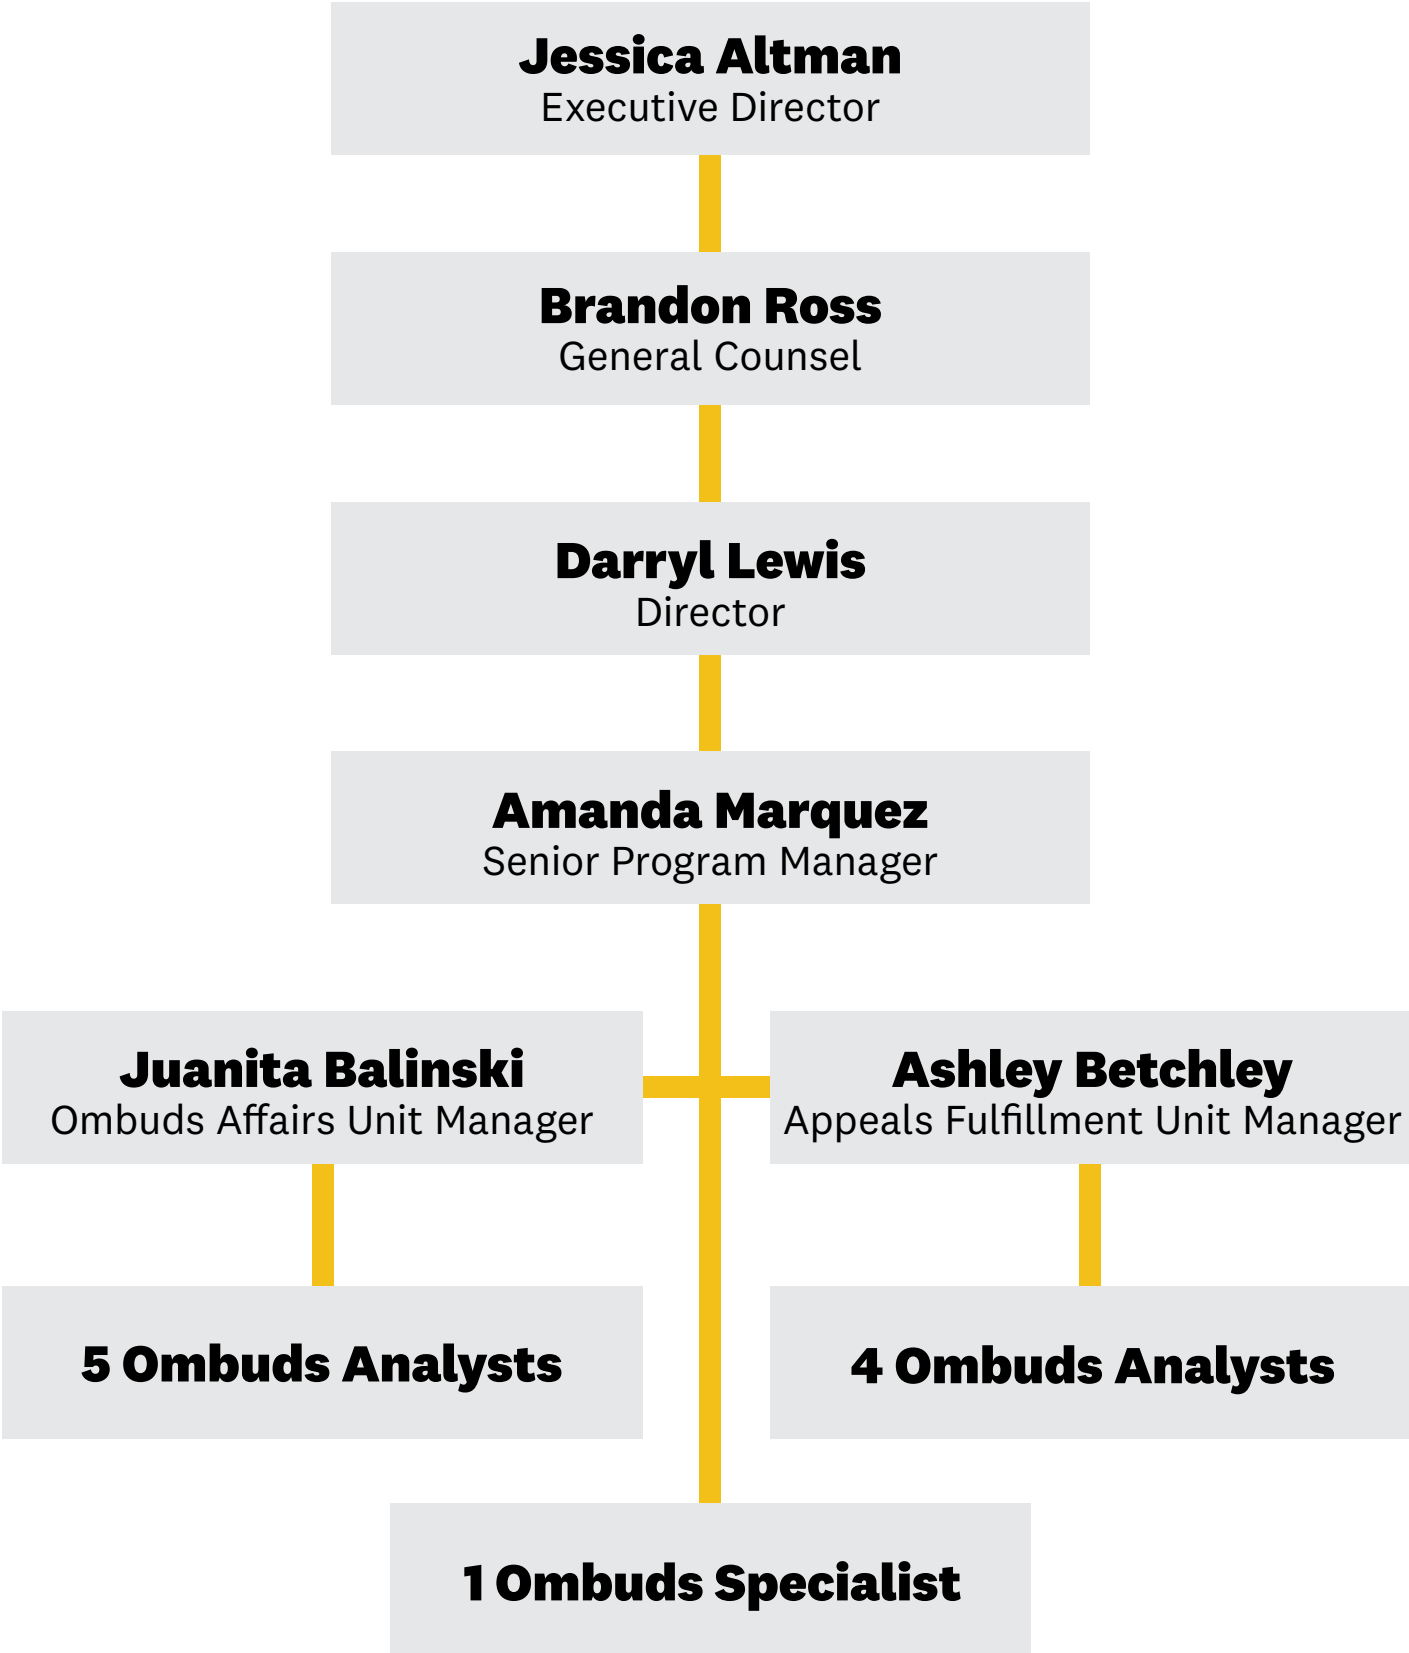 Jessica Altman
Executive Director
Brandon Ross
General Counsel
Darryl Lewis
Director
Amanda Marquez
Senior Program Manager
Juanita Balinski
Ombuds Affairs Unit Manager
Ashley Betchley
Appeals Fulfillment Unit Manager
5 Ombuds Analysts
4 Ombuds Analysts
1 Ombuds Specialist